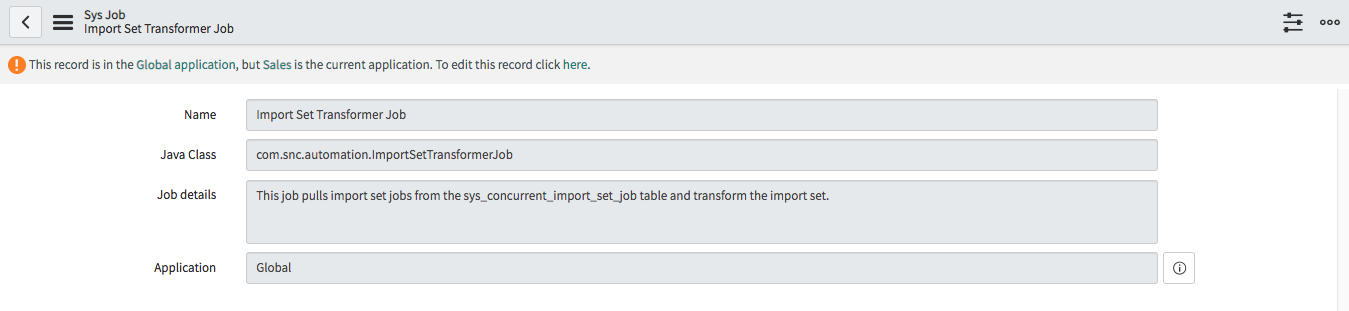 Sys Job
Import Set Transformer Job
This record is in the Global application, but Sales is the current application. To edit this record click here.
Name
Import Set Transformer Job
Java Class
com.snc.automation.ImportSetTransformerJob
Job details
This job pulls import set jobs from the sys_concurrent_import_set_job table and transform the import set.
Application
Global